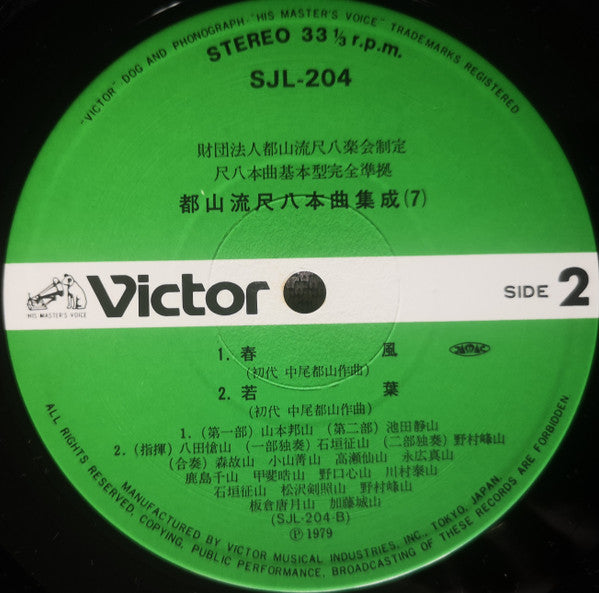 "VICTOR" DOG AND PHONOGRAPH·"HIS MASTER'S VOICE" TRADEMARKS REGISTERED
STEREO 33 ⅓ r.p.m.
SJL-204
財団法人都山流尺八楽会制定
尺八本曲基本型完全準拠
都山流尺八本曲集成(7)
HIS MASTER'S VOICE
Victor
SIDE 2
1. 春 風
(初代 中尾都山作曲)
2. 若 葉
(初代 中尾都山作曲)
1. (第一部) 山本邦山 (第二部) 池田静山
2. (指揮) 八田傖山 (一部独奏) 石垣征山 (二部独奏) 野村峰山
(合奏) 森故山 小山菁山 高瀬仙山 永広真山
鹿島千山 甲斐晧山 野口心山 川村泰山
石垣征山 松沢剣照山 野村峰山
板倉唐月山 加藤城山
(SJL-204-B)
Ⓟ 1979
ALL RIGHTS RESERVED. COPYING, PUBLIC PERFORMANCE, BROADCASTING OF THESE RECORDS ARE FORBIDDEN.
MANUFACTURED BY VICTOR MUSICAL INDUSTRIES, INC., TOKYO, JAPAN.